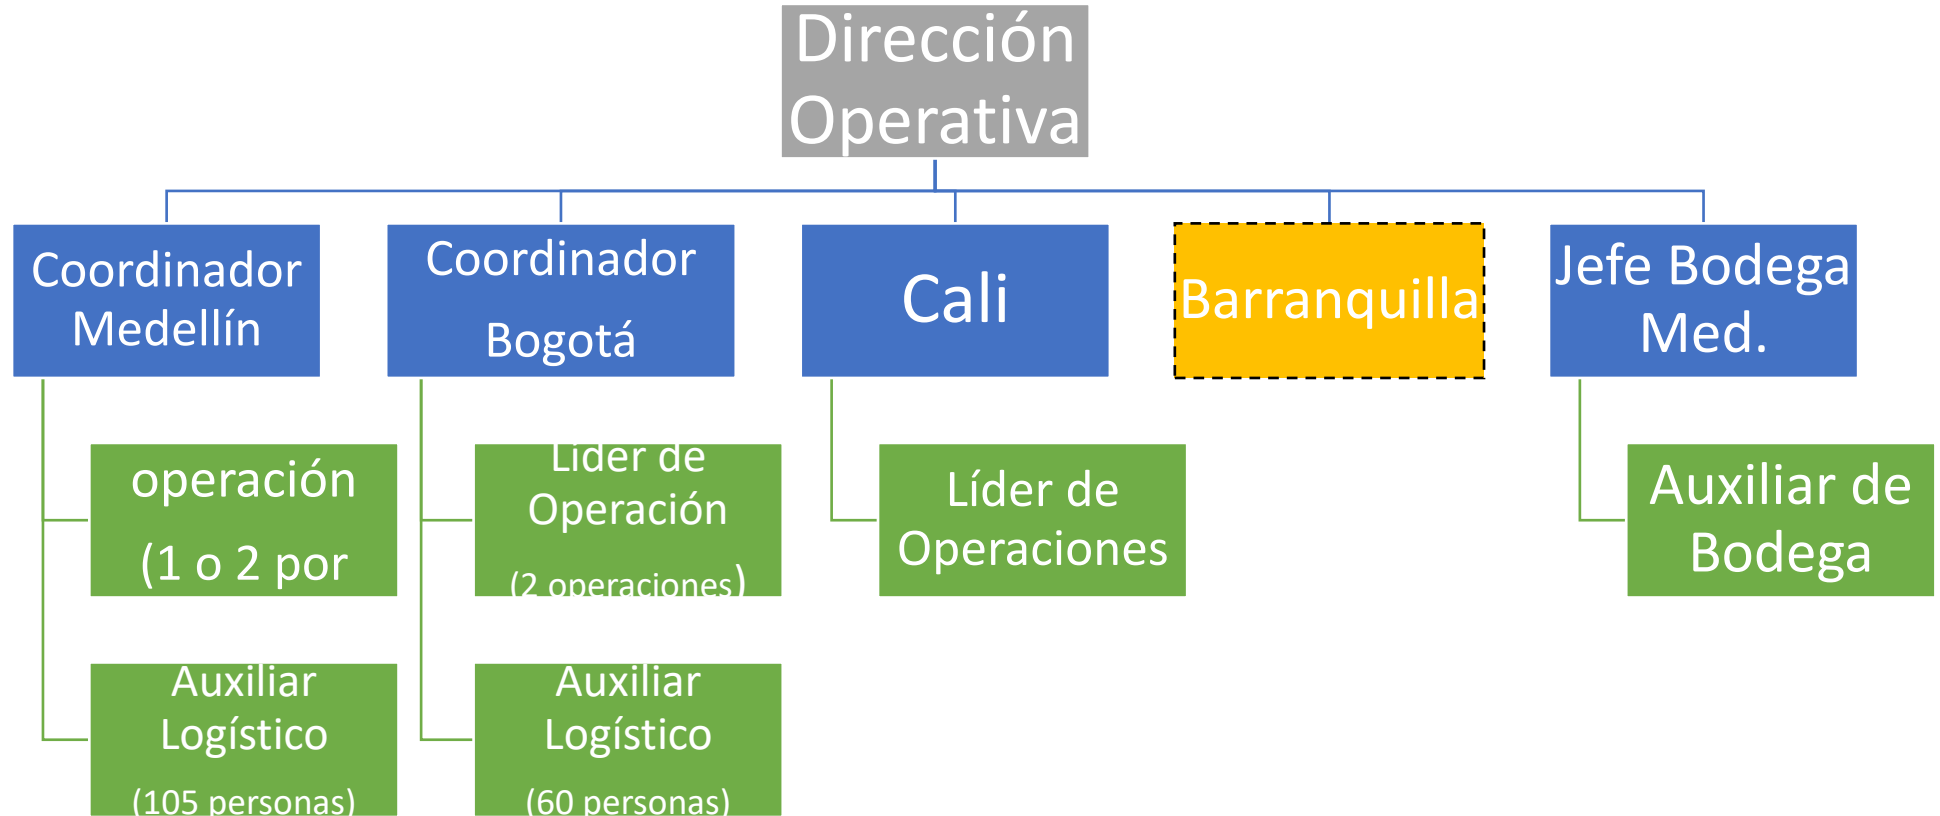 Dirección
Operativa
Coordinador
Medellín
Coordinador
Bogotá
Cali
Barranquilla
Jefe Bodega
Med.
operación
(1 o 2 por
Líder de
Operación
(2 operaciones)
Líder de
Operaciones
Auxiliar de
Bodega
Auxiliar
Logístico
(105 personas)
Auxiliar
Logístico
(60 personas)